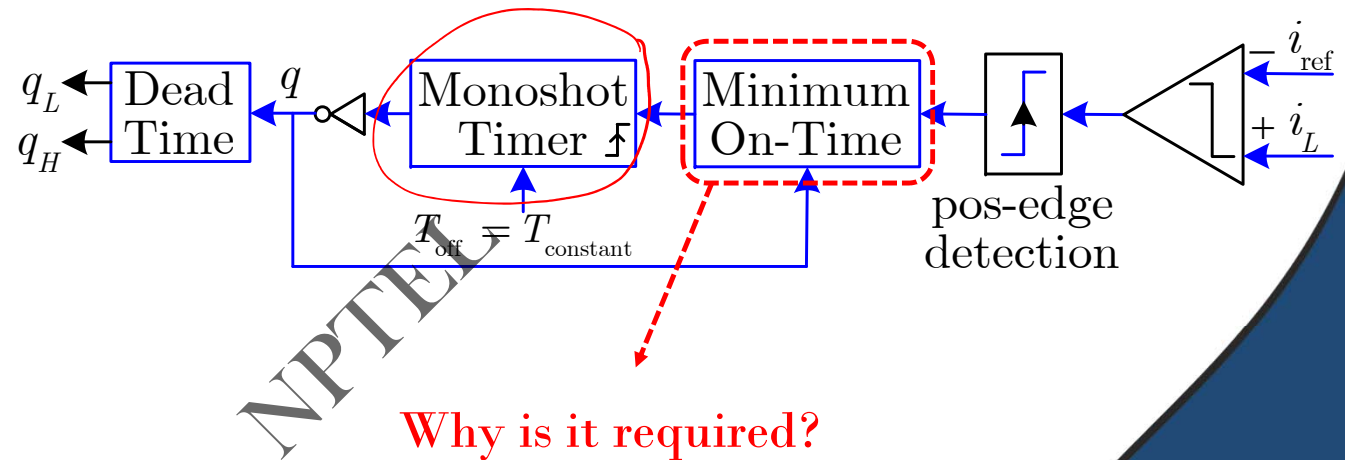 q_L
q_H
Dead
Time
q
Monoshot
Timer
T_off = T_constant
Minimum
On-Time
pos-edge
detection
− i_ref
+ i_L
NPTEL
Why is it required?